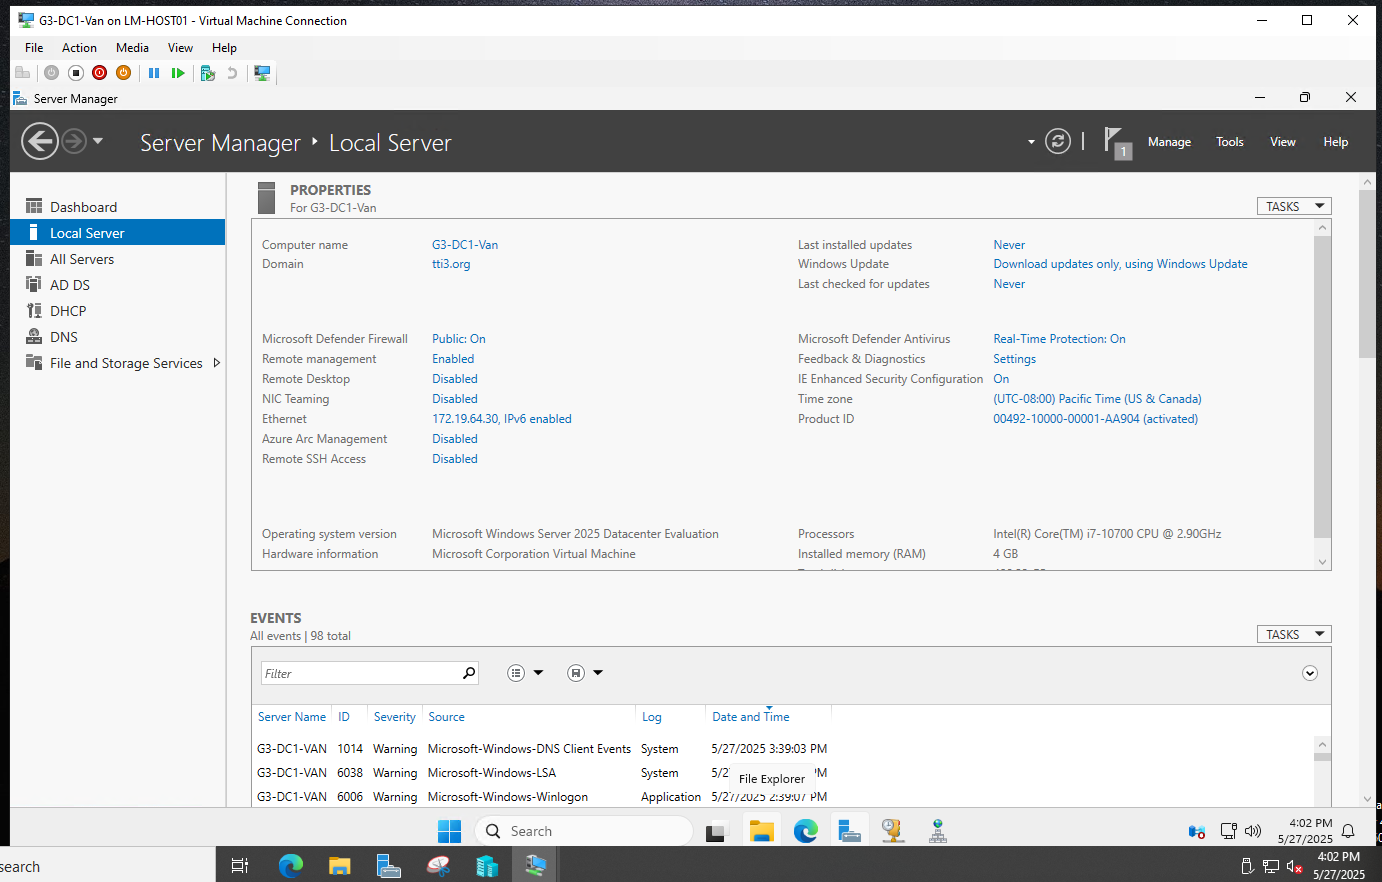 G3-DC1-Van on LM-HOST01 - Virtual Machine Connection
File Action Media View Help
Server Manager
Server Manager ‣ Local Server
1 Manage Tools View Help
Dashboard
Local Server
All Servers
AD DS
DHCP
DNS
File and Storage Services
PROPERTIES
For G3-DC1-Van
TASKS
Computer name G3-DC1-Van Last installed updates Never
Domain tti3.org Windows Update Download updates only, using Windows Update
Last checked for updates Never
Microsoft Defender Firewall Public: On Microsoft Defender Antivirus Real-Time Protection: On
Remote management Enabled Feedback & Diagnostics Settings
Remote Desktop Disabled IE Enhanced Security Configuration On
NIC Teaming Disabled Time zone (UTC-08:00) Pacific Time (US & Canada)
Ethernet 172.19.64.30, IPv6 enabled Product ID 00492-10000-00001-AA904 (activated)
Azure Arc Management Disabled
Remote SSH Access Disabled
Operating system version Microsoft Windows Server 2025 Datacenter Evaluation Processors Intel(R) Core(TM) i7-10700 CPU @ 2.90GHz
Hardware information Microsoft Corporation Virtual Machine Installed memory (RAM) 4 GB
EVENTS
All events | 98 total
TASKS
Filter
Server Name ID Severity Source Log Date and Time
G3-DC1-VAN 1014 Warning Microsoft-Windows-DNS Client Events System 5/27/2025 3:39:03 PM
G3-DC1-VAN 6038 Warning Microsoft-Windows-LSA System 5/2 PM
File Explorer
G3-DC1-VAN 6006 Warning Microsoft-Windows-Winlogon Application 5/27/2025 2:39:07 PM
Search
4:02 PM
5/27/2025
search
4:02 PM
5/27/2025